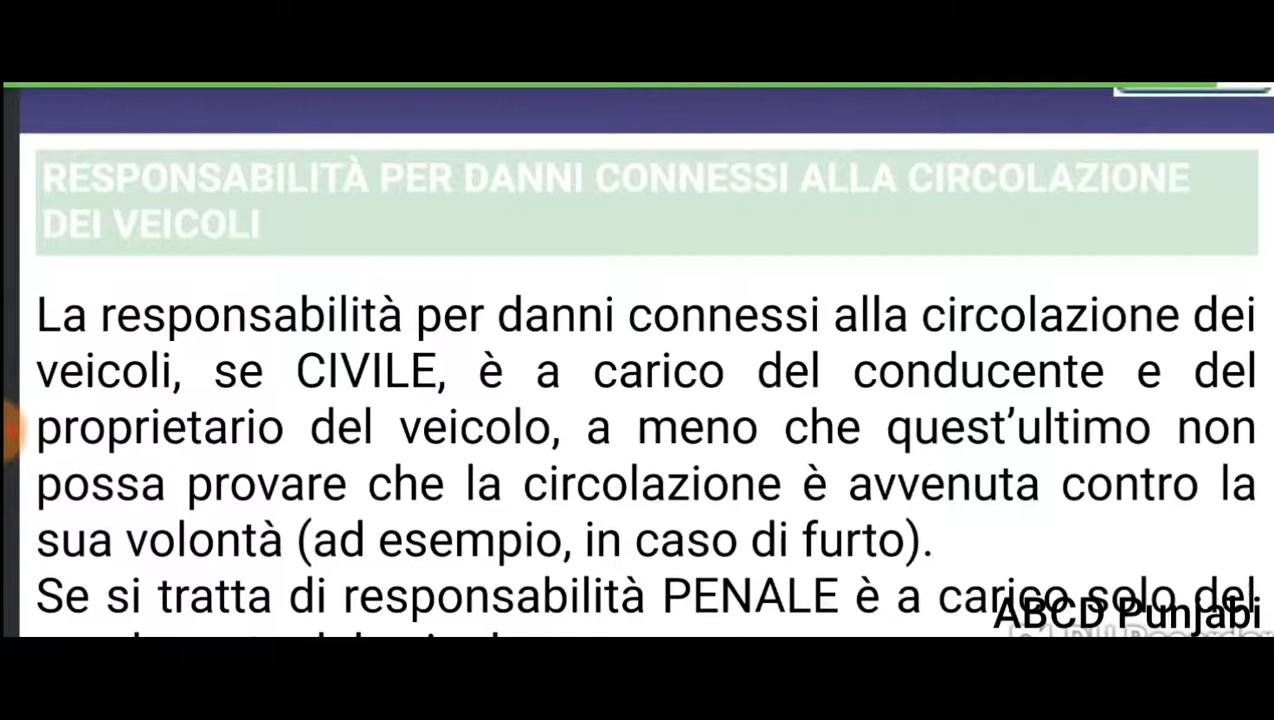 RESPONSABILITÀ PER DANNI CONNESSI ALLA CIRCOLAZIONE
DEI VEICOLI
La responsabilità per danni connessi alla circolazione dei
veicoli, se CIVILE, è a carico del conducente e del
proprietario del veicolo, a meno che quest’ultimo non
possa provare che la circolazione è avvenuta contro la
sua volontà (ad esempio, in caso di furto).
Se si tratta di responsabilità PENALE è a carico solo del
ABCD Punjabi